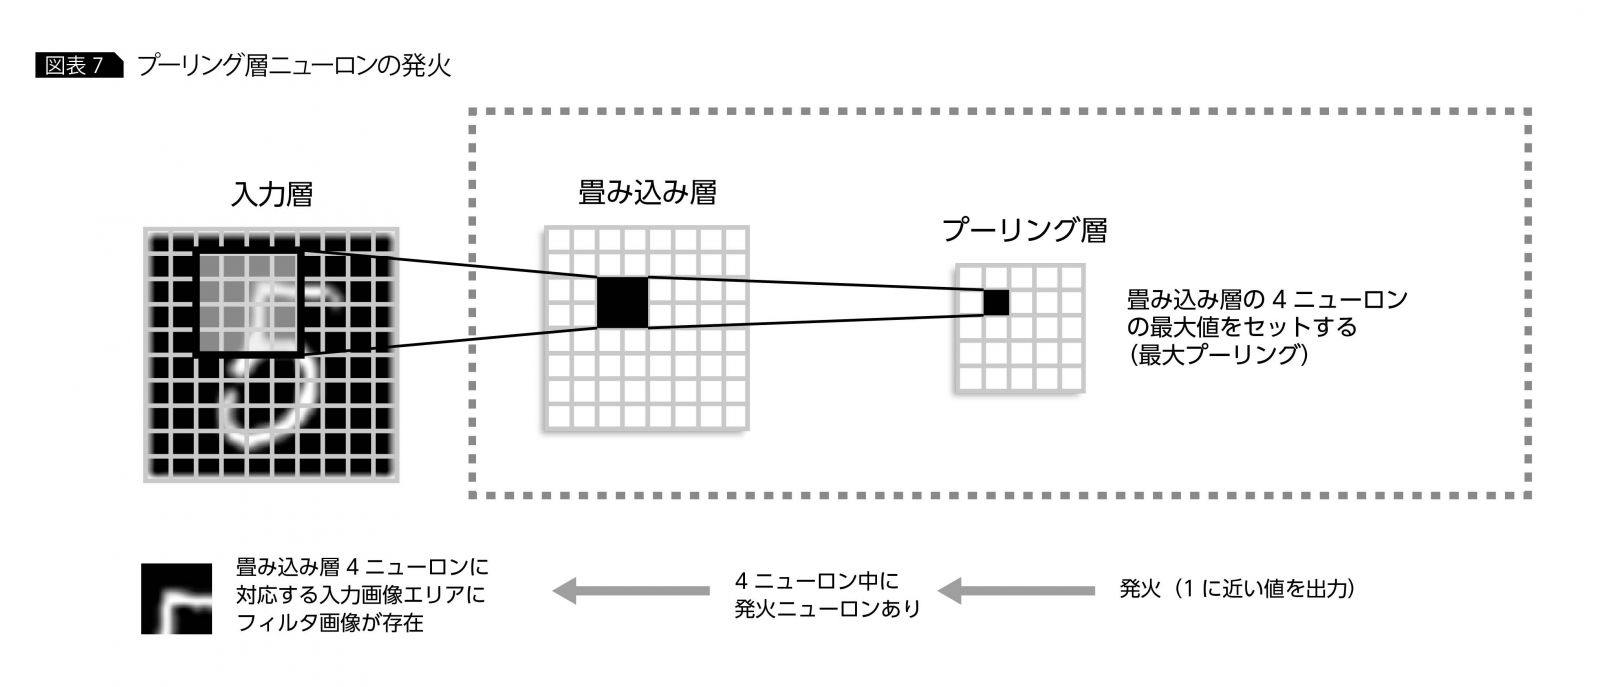 図表7 プーリング層ニューロンの発火
入力層
畳み込み層
プーリング層
畳み込み層の4ニューロン
の最大値をセットする
（最大プーリング）
畳み込み層4ニューロンに
対応する入力画像エリアに
フィルタ画像が存在
4ニューロン中に
発火ニューロンあり
発火（1に近い値を出力）